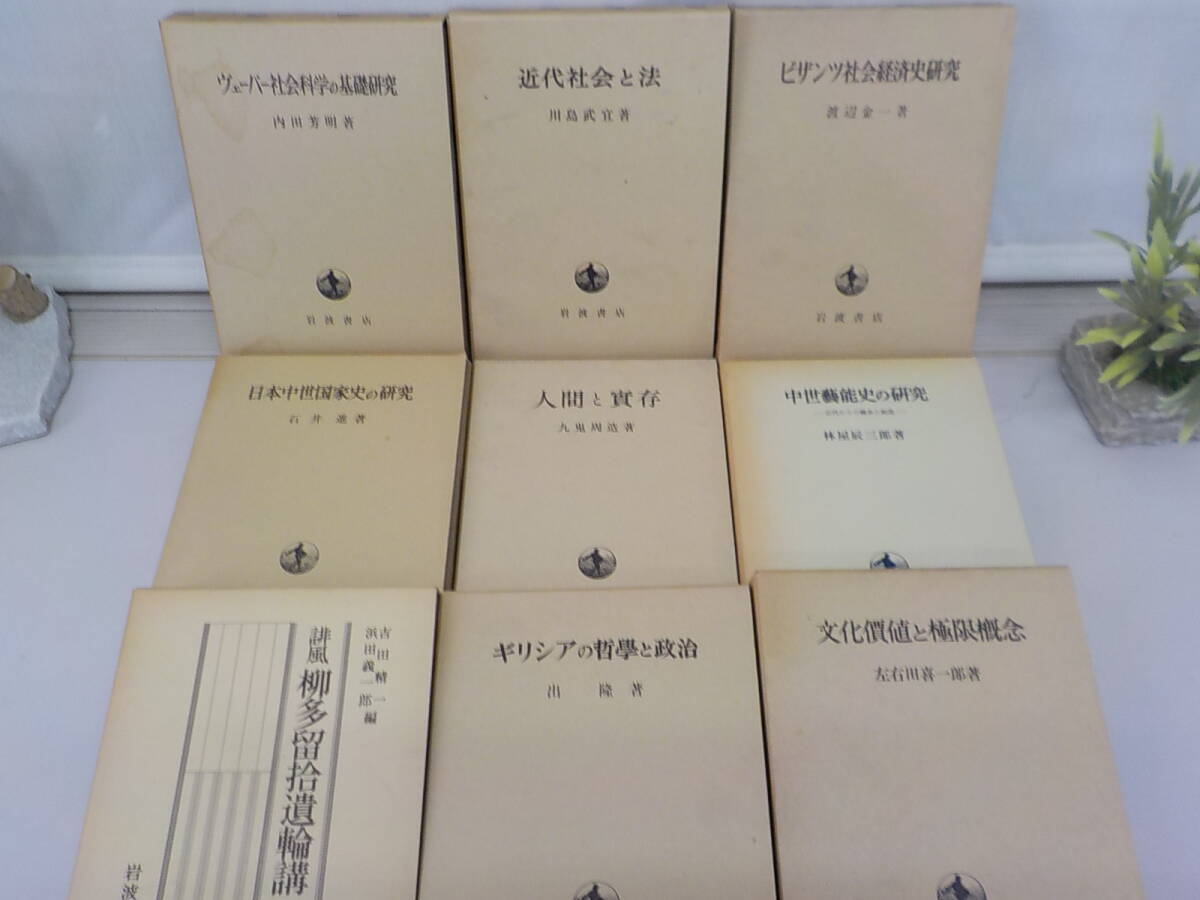 ヴェーバー社会科学の基礎研究
内田芳明著
岩波書店
近代社会と法
川島武宜著
岩波書店
ビザンツ社会経済史研究
渡辺金一著
岩波書店
日本中世国家史の研究
石井進著
人間と實存
九鬼周造著
中世藝能史の研究
林屋辰三郎著
吉田精一
浜田義一郎編
誹風
柳多留拾遺輪講
岩波
ギリシアの哲學と政治
出隆著
文化價値と極限概念
左右田喜一郎著